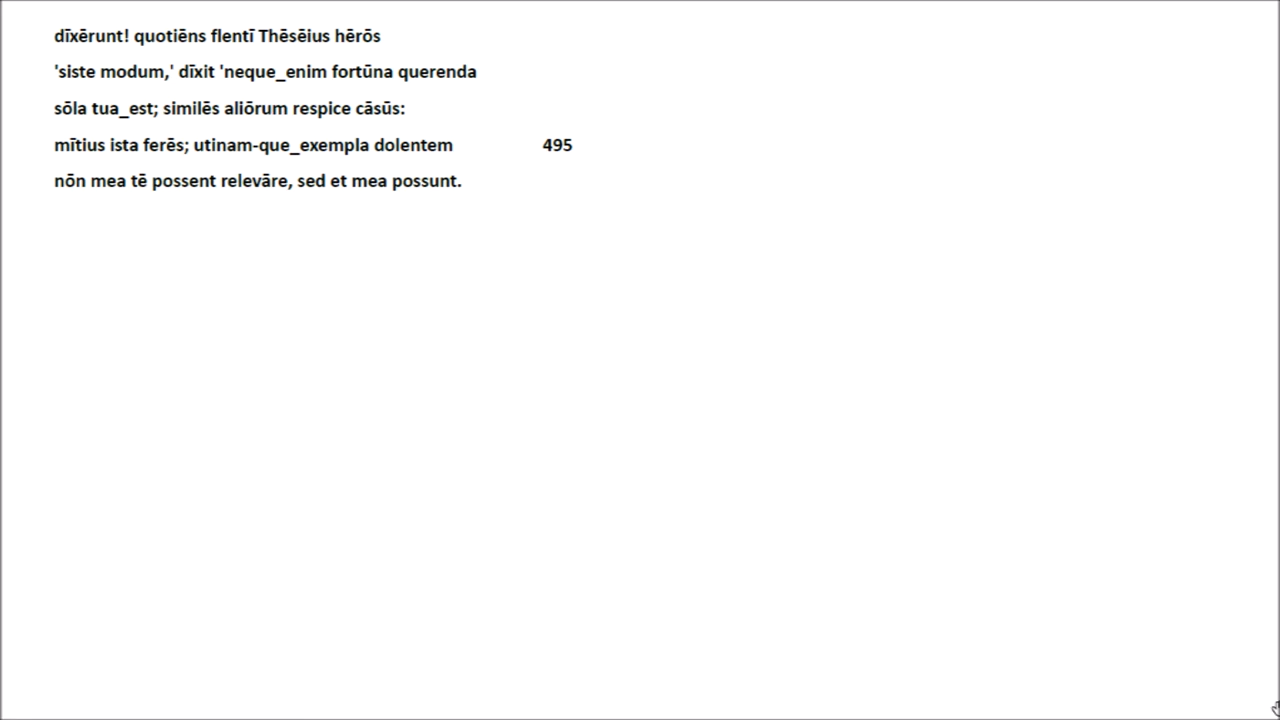 dīxērunt! quotiēns flentī Thēsēius hērōs
'siste modum,' dīxit 'neque_enim fortūna querenda
sōla tua_est; similēs aliōrum respice cāsūs:
mītius ista ferēs; utinam-que_exempla dolentem 495
nōn mea tē possent relevāre, sed et mea possunt.